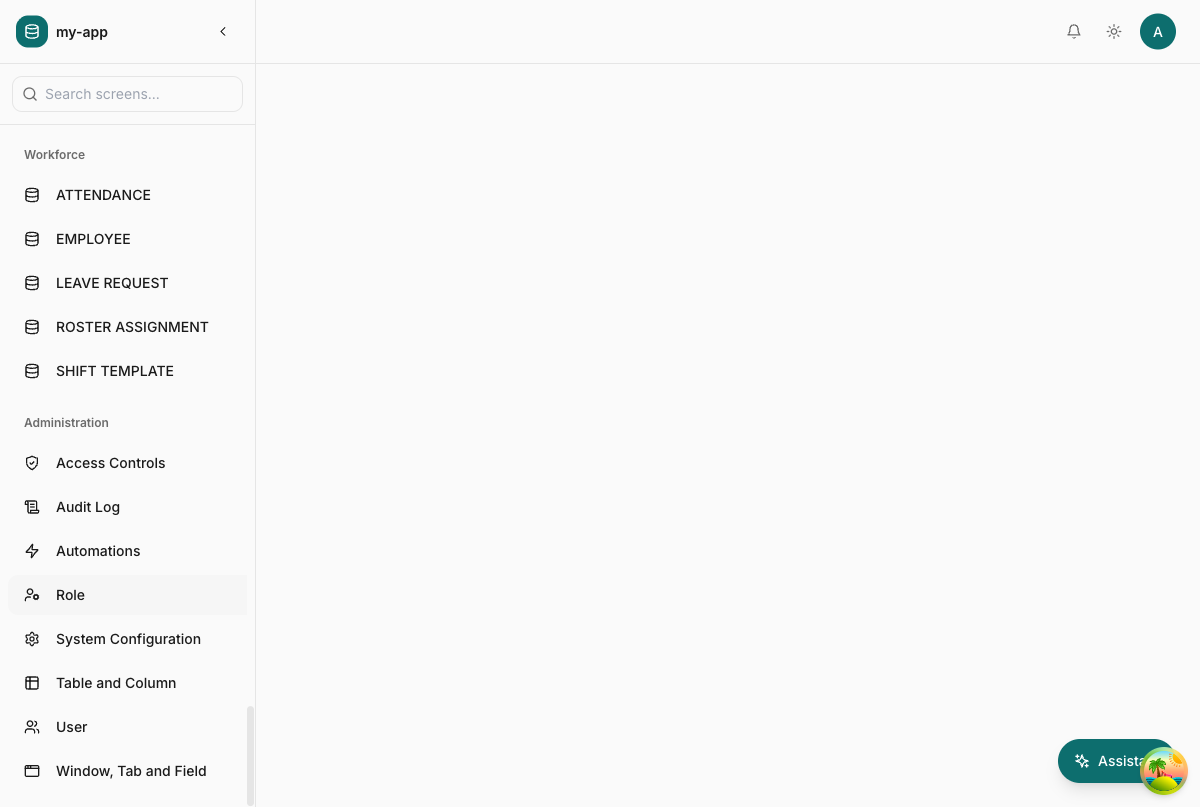 my-app
A
Search screens...
Workforce
ATTENDANCE
EMPLOYEE
LEAVE REQUEST
ROSTER ASSIGNMENT
SHIFT TEMPLATE
Administration
Access Controls
Audit Log
Automations
Role
System Configuration
Table and Column
User
Window, Tab and Field